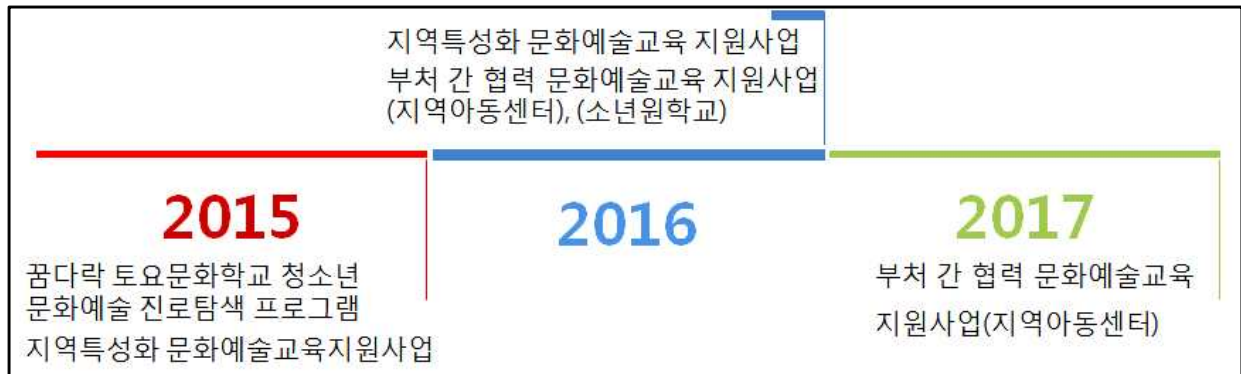 지역특성화 문화예술교육 지원사업
부처 간 협력 문화예술교육 지원사업
(지역아동센터), (소년원학교)
2015
2016
2017
꿈다락 토요문화학교 청소년
문화예술 진로탐색 프로그램
지역특성화 문화예술교육지원사업
부처 간 협력 문화예술교육
지원사업(지역아동센터)